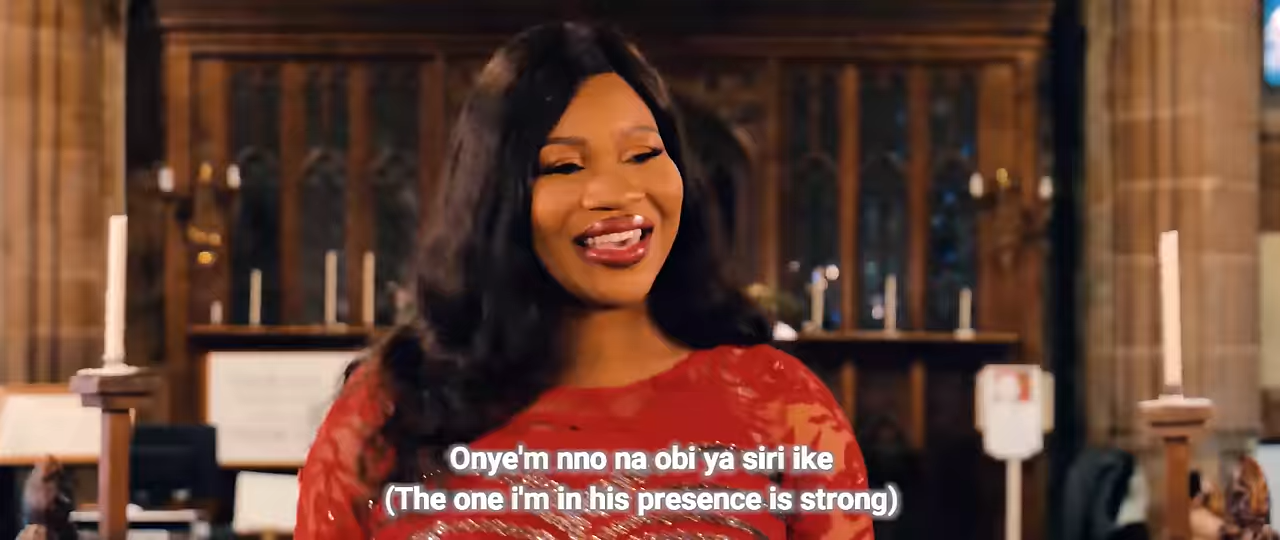 Onye'm nno na obi ya siri ike
(The one i'm in his presence is strong)